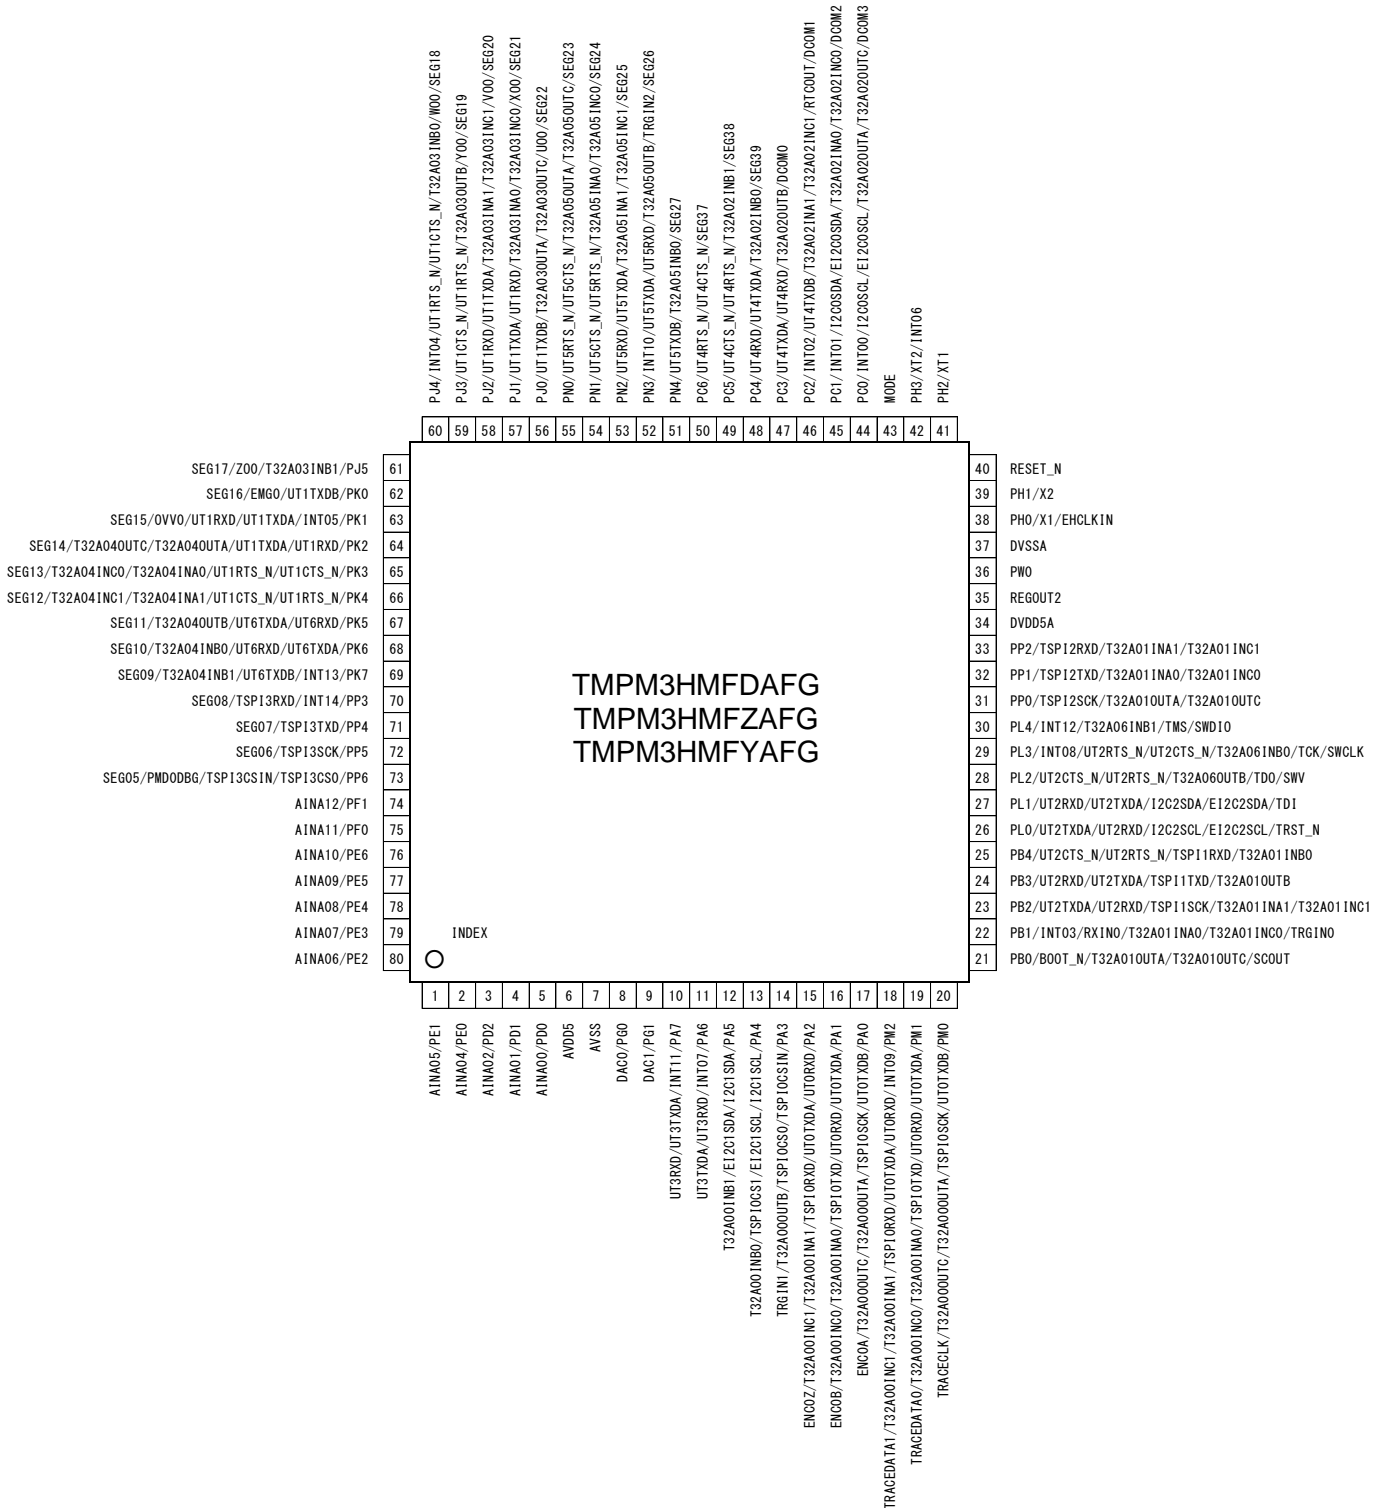 PJ4/INT04/UT1RTS_N/UT1CTS_N/T32A03INB0/WO0/SEG18
PJ3/UT1CTS_N/UT1RTS_N/T32A03OUTB/YO0/SEG19
PJ2/UT1RXD/UT1TXDA/T32A03INA1/T32A03INC1/VO0/SEG20
PJ1/UT1TXDA/UT1RXD/T32A03INA0/T32A03INC0/XO0/SEG21
PJ0/UT1TXDB/T32A03OUTA/T32A03OUTC/UO0/SEG22
PN0/UT5RTS_N/UT5CTS_N/T32A05OUTA/T32A05OUTC/SEG23
PN1/UT5CTS_N/UT5RTS_N/T32A05INA0/T32A05INC0/SEG24
PN2/UT5RXD/UT5TXDA/T32A05INA1/T32A05INC1/SEG25
PN3/INT10/UT5TXDA/UT5RXD/T32A05OUTB/TRGIN2/SEG26
PN4/UT5TXDB/T32A05INB0/SEG27
PC6/UT4RTS_N/UT4CTS_N/SEG37
PC5/UT4CTS_N/UT4RTS_N/T32A02INB1/SEG38
PC4/UT4RXD/UT4TXDA/T32A02INB0/SEG39
PC3/UT4TXDA/UT4RXD/T32A02OUTB/DCOM0
PC2/INT02/UT4TXDB/T32A02INA1/T32A02INC1/RTCOUT/DCOM1
PC1/INT01/I2C0SDA/EI2C0SDA/T32A02INA0/T32A02INC0/DCOM2
PC0/INT00/I2C0SCL/EI2C0SCL/T32A02OUTA/T32A02OUTC/DCOM3
MODE
PH3/XT2/INT06
PH2/XT1
60 59 58 57 56 55 54 53 52 51 50 49 48 47 46 45 44 43 42 41
SEG17/ZO0/T32A03INB1/PJ5 61
SEG16/EMG0/UT1TXDB/PK0 62
SEG15/OVV0/UT1RXD/UT1TXDA/INT05/PK1 63
SEG14/T32A04OUTC/T32A04OUTA/UT1TXDA/UT1RXD/PK2 64
SEG13/T32A04INC0/T32A04INA0/UT1RTS_N/UT1CTS_N/PK3 65
SEG12/T32A04INC1/T32A04INA1/UT1CTS_N/UT1RTS_N/PK4 66
SEG11/T32A04OUTB/UT6TXDA/UT6RXD/PK5 67
SEG10/T32A04INB0/UT6RXD/UT6TXDA/PK6 68
SEG09/T32A04INB1/UT6TXDB/INT13/PK7 69
SEG08/TSPI3RXD/INT14/PP3 70
SEG07/TSPI3TXD/PP4 71
SEG06/TSPI3SCK/PP5 72
SEG05/PMD0DBG/TSPI3CSIN/TSPI3CS0/PP6 73
AINA12/PF1 74
AINA11/PF0 75
AINA10/PE6 76
AINA09/PE5 77
AINA08/PE4 78
AINA07/PE3 79
AINA06/PE2 80
TMPM3HMFDAFG
TMPM3HMFZAFG
TMPM3HMFYAFG
INDEX
40 RESET_N
39 PH1/X2
38 PH0/X1/EHCLKIN
37 DVSSA
36 PW0
35 REGOUT2
34 DVDD5A
33 PP2/TSPI2RXD/T32A01INA1/T32A01INC1
32 PP1/TSPI2TXD/T32A01INA0/T32A01INC0
31 PP0/TSPI2SCK/T32A01OUTA/T32A01OUTC
30 PL4/INT12/T32A06INB1/TMS/SWDIO
29 PL3/INT08/UT2RTS_N/UT2CTS_N/T32A06INB0/TCK/SWCLK
28 PL2/UT2CTS_N/UT2RTS_N/T32A06OUTB/TDO/SWV
27 PL1/UT2RXD/UT2TXDA/I2C2SDA/EI2C2SDA/TDI
26 PL0/UT2TXDA/UT2RXD/I2C2SCL/EI2C2SCL/TRST_N
25 PB4/UT2CTS_N/UT2RTS_N/TSPI1RXD/T32A01INB0
24 PB3/UT2RXD/UT2TXDA/TSPI1TXD/T32A01OUTB
23 PB2/UT2TXDA/UT2RXD/TSPI1SCK/T32A01INA1/T32A01INC1
22 PB1/INT03/RXIN0/T32A01INA0/T32A01INC0/TRGIN0
21 PB0/BOOT_N/T32A01OUTA/T32A01OUTC/SCOUT
1 2 3 4 5 6 7 8 9 10 11 12 13 14 15 16 17 18 19 20
AINA05/PE1
AINA04/PE0
AINA02/PD2
AINA01/PD1
AINA00/PD0
AVDD5
AVSS
DAC0/PG0
DAC1/PG1
UT3RXD/UT3TXDA/INT11/PA7
UT3TXDA/UT3RXD/INT07/PA6
T32A00INB1/EI2C1SDA/I2C1SDA/PA5
T32A00INB0/TSPI0CS1/EI2C1SCL/I2C1SCL/PA4
TRGIN1/T32A00OUTB/TSPI0CS0/TSPI0CSIN/PA3
ENC0Z/T32A00INC1/T32A00INA1/TSPI0RXD/UT0TXDA/UT0RXD/PA2
ENC0B/T32A00INC0/T32A00INA0/TSPI0TXD/UT0RXD/UT0TXDA/PA1
ENC0A/T32A00OUTC/T32A00OUTA/TSPI0SCK/UT0TXDB/PA0
TRACEDATA1/T32A00INC1/T32A00INA1/TSPI0RXD/UT0TXDA/UT0RXD/INT09/PM2
TRACEDATA0/T32A00INC0/T32A00INA0/TSPI0TXD/UT0RXD/UT0TXDA/PM1
TRACECLK/T32A00OUTC/T32A00OUTA/TSPI0SCK/UT0TXDB/PM0